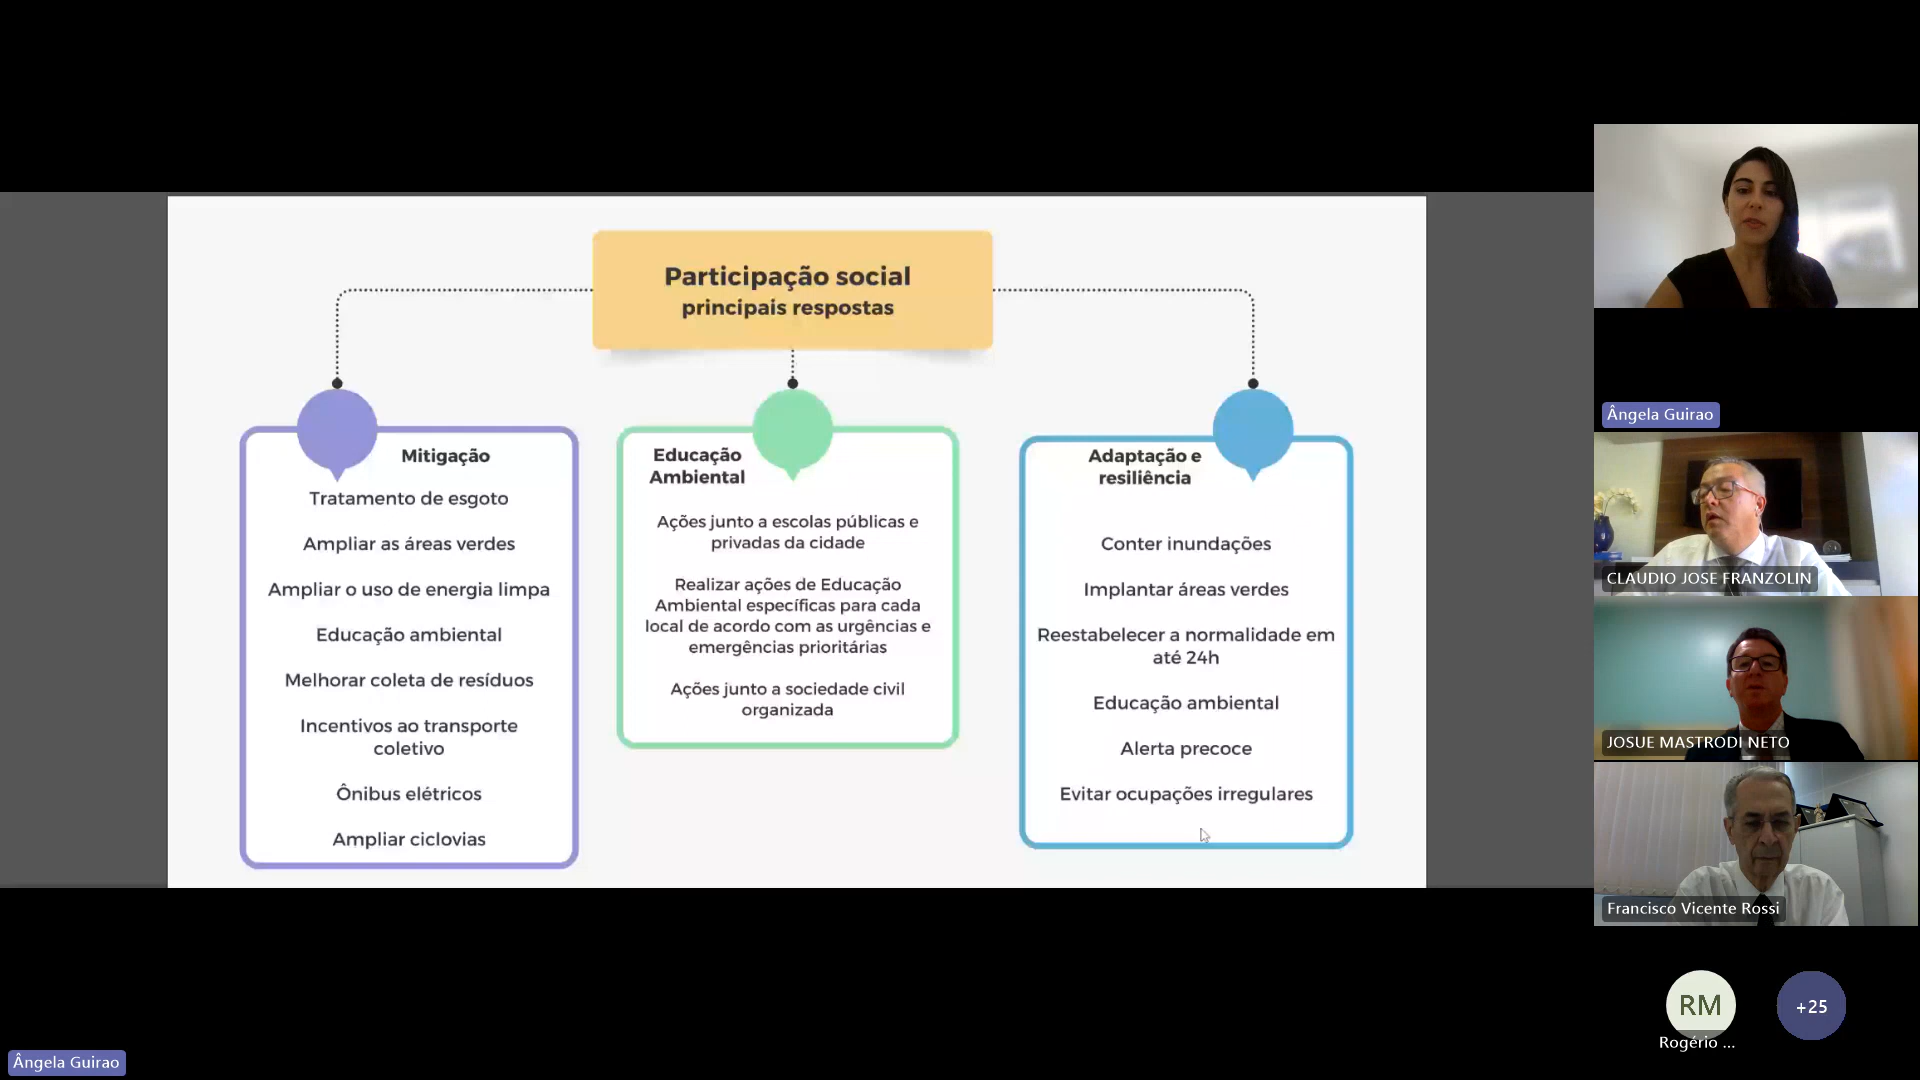 Participação social
principais respostas
Mitigação
Tratamento de esgoto
Ampliar as áreas verdes
Ampliar o uso de energia limpa
Educação ambiental
Melhorar coleta de resíduos
Incentivos ao transporte
coletivo
Ônibus elétricos
Ampliar ciclovias
Educação
Ambiental
Ações junto a escolas públicas e
privadas da cidade
Realizar ações de Educação
Ambiental específicas para cada
local de acordo com as urgências e
emergências prioritárias
Ações junto a sociedade civil
organizada
Adaptação e
resiliência
Conter inundações
Implantar áreas verdes
Reestabelecer a normalidade em
até 24h
Educação ambiental
Alerta precoce
Evitar ocupações irregulares
Ângela Guirao
CLAUDIO JOSE FRANZOLIN
JOSUE MASTRODI NETO
Francisco Vicente Rossi
RM
+25
Rogério ...
Ângela Guirao